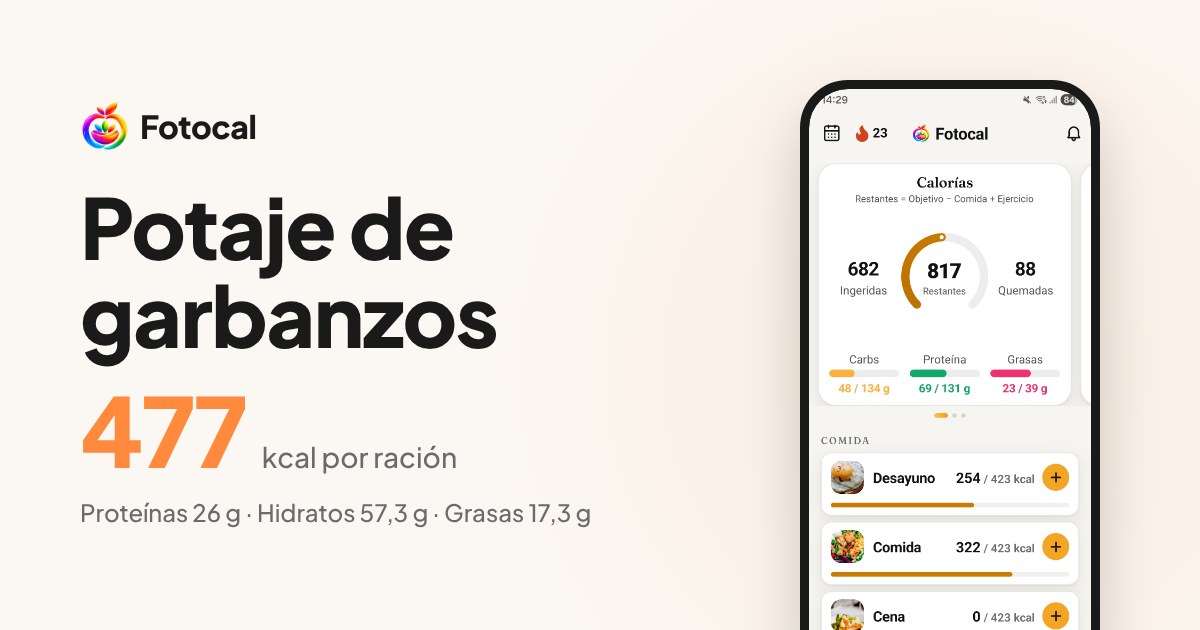 Fotocal
Potaje de
garbanzos
477 kcal por ración
Proteínas 26 g · Hidratos 57,3 g · Grasas 17,3 g
14:29
84
23
Fotocal
Calorías
Restantes = Objetivo − Comida + Ejercicio
682
Ingeridas
817
Restantes
88
Quemadas
Carbs
48 / 134 g
Proteína
69 / 131 g
Grasas
23 / 39 g
COMIDA
Desayuno 254 / 423 kcal +
Comida 322 / 423 kcal +
Cena 0 / 423 kcal +